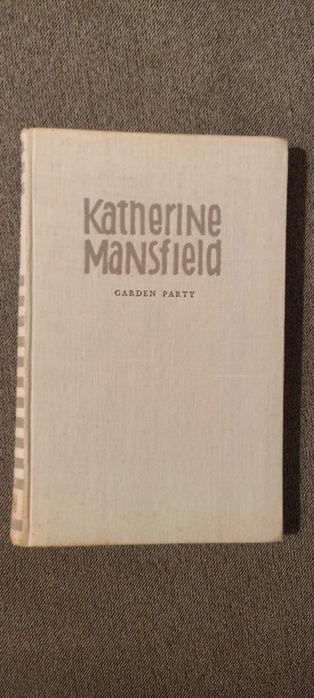 Katherine
Mansfield
GARDEN PARTY